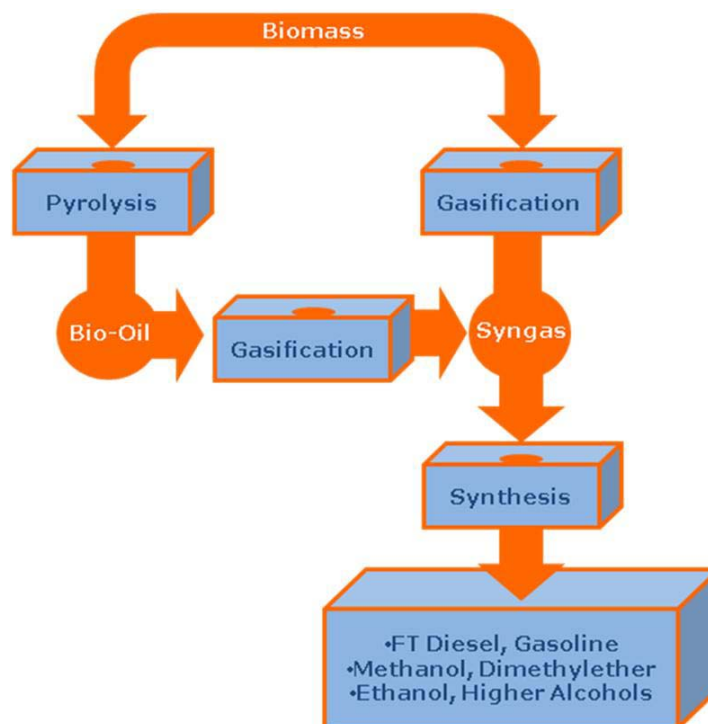 Biomass
Pyrolysis
Gasification
Bio-Oil
Gasification
Syngas
Synthesis
•FT Diesel, Gasoline
•Methanol, Dimethylether
•Ethanol, Higher Alcohols